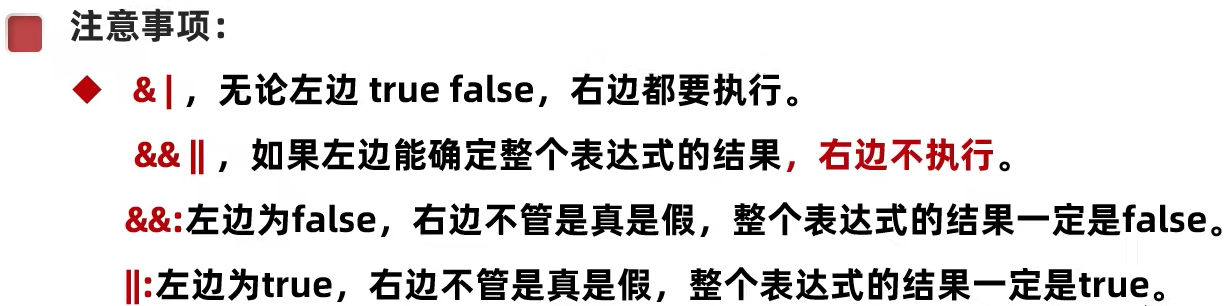 注意事项：
& | ，无论左边 true false，右边都要执行。
&& || ，如果左边能确定整个表达式的结果，右边不执行。
&&:左边为false，右边不管是真是假，整个表达式的结果一定是false。
||:左边为true，右边不管是真是假，整个表达式的结果一定是true。